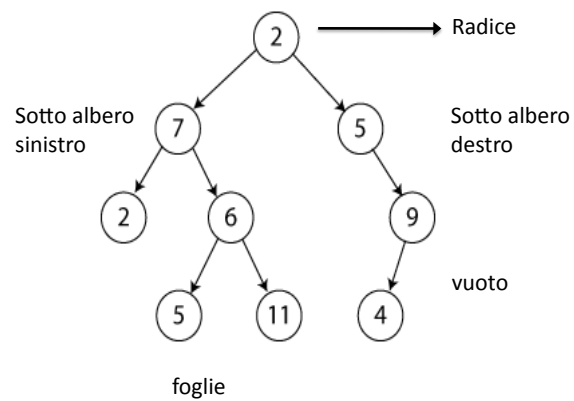 2
Radice
Sotto albero
sinistro
7
5
Sotto albero
destro
2
6
9
vuoto
5
11
4
foglie